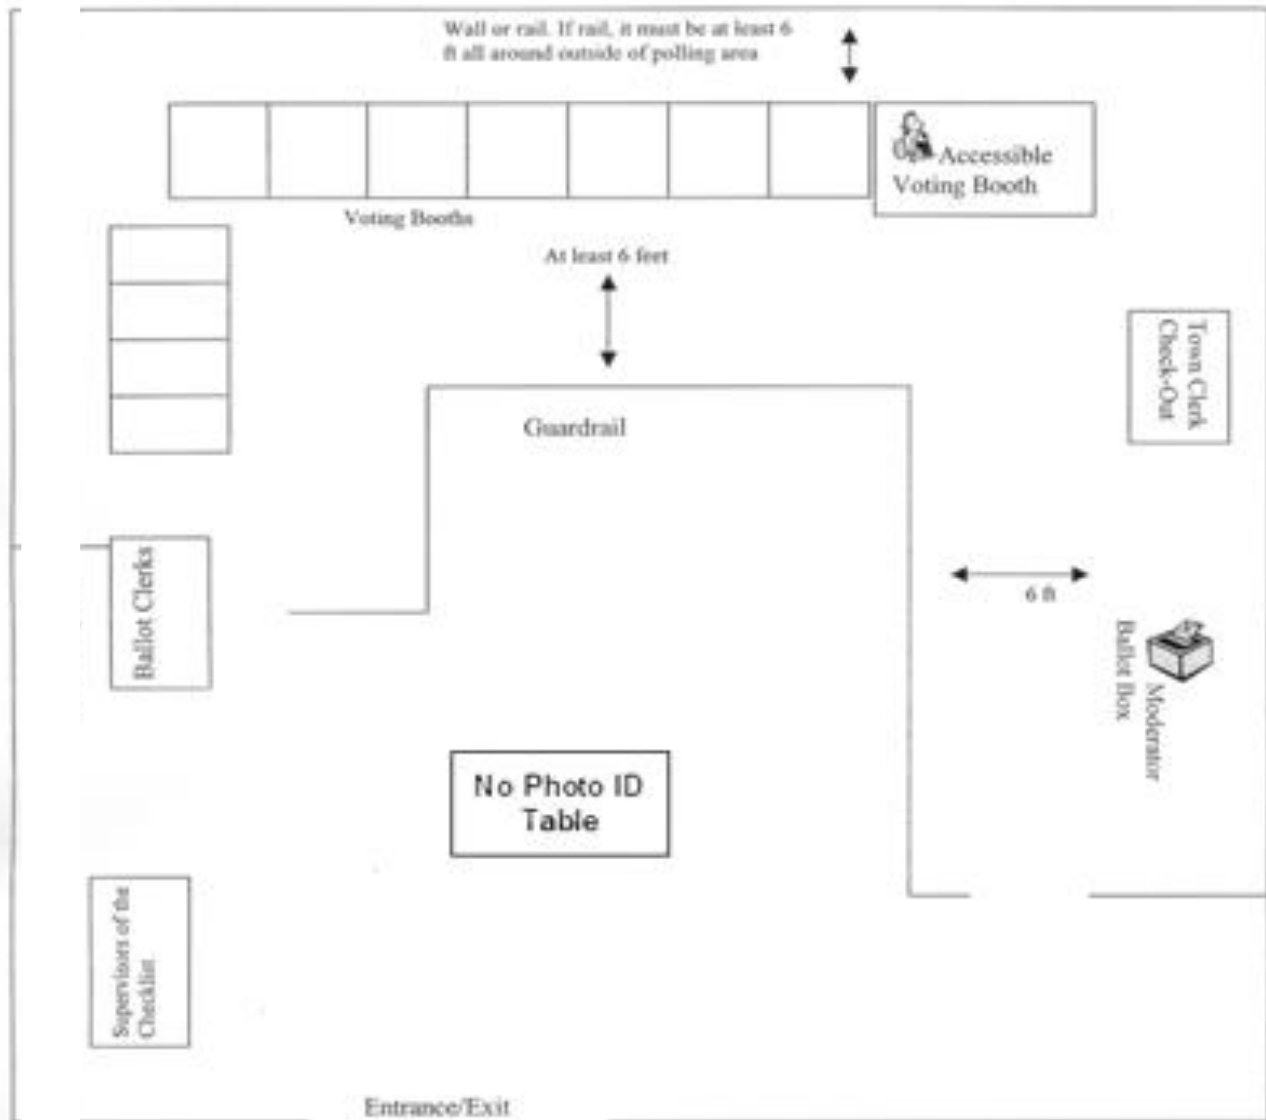 Wall or rail. If rail, it must be at least 6
ft all around outside of polling area
Accessible
Voting Booth
Voting Booths
At least 6 feet
Town Clerk
Check-Out
Guardrail
Ballot Clerks
6 ft
Moderator
Ballot Box
No Photo ID
Table
Supervisors of the
Checklist
Entrance/Exit